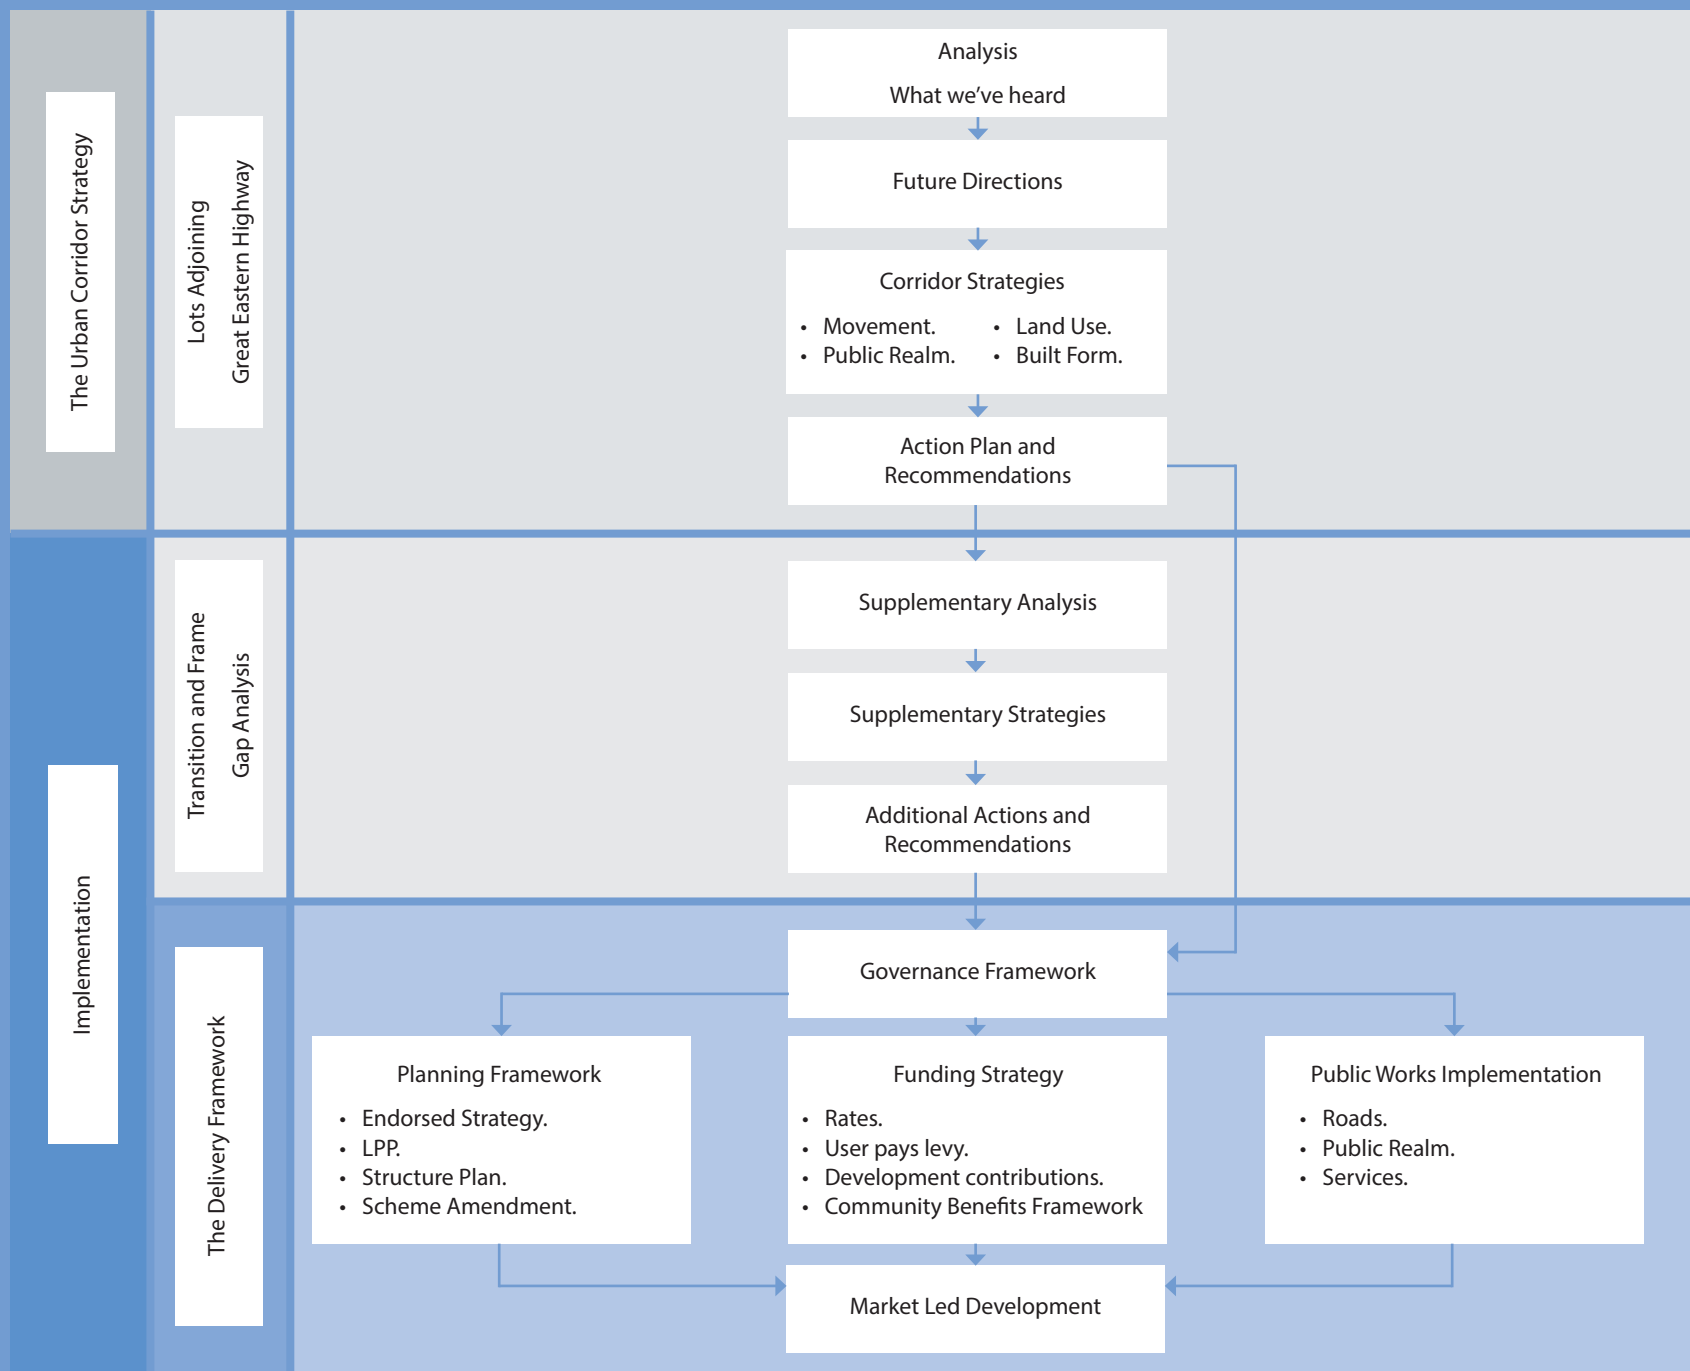 The Urban Corridor Strategy
Lots Adjoining
Great Eastern Highway
Analysis
What we've heard
Future Directions
Corridor Strategies
• Movement.
• Public Realm.
• Land Use.
• Built Form.
Action Plan and
Recommendations
Implementation
Transition and Frame
Gap Analysis
Supplementary Analysis
Supplementary Strategies
Additional Actions and
Recommendations
The Delivery Framework
Governance Framework
Planning Framework
• Endorsed Strategy.
• LPP.
• Structure Plan.
• Scheme Amendment.
Funding Strategy
• Rates.
• User pays levy.
• Development contributions.
• Community Benefits Framework
Public Works Implementation
• Roads.
• Public Realm.
• Services.
Market Led Development